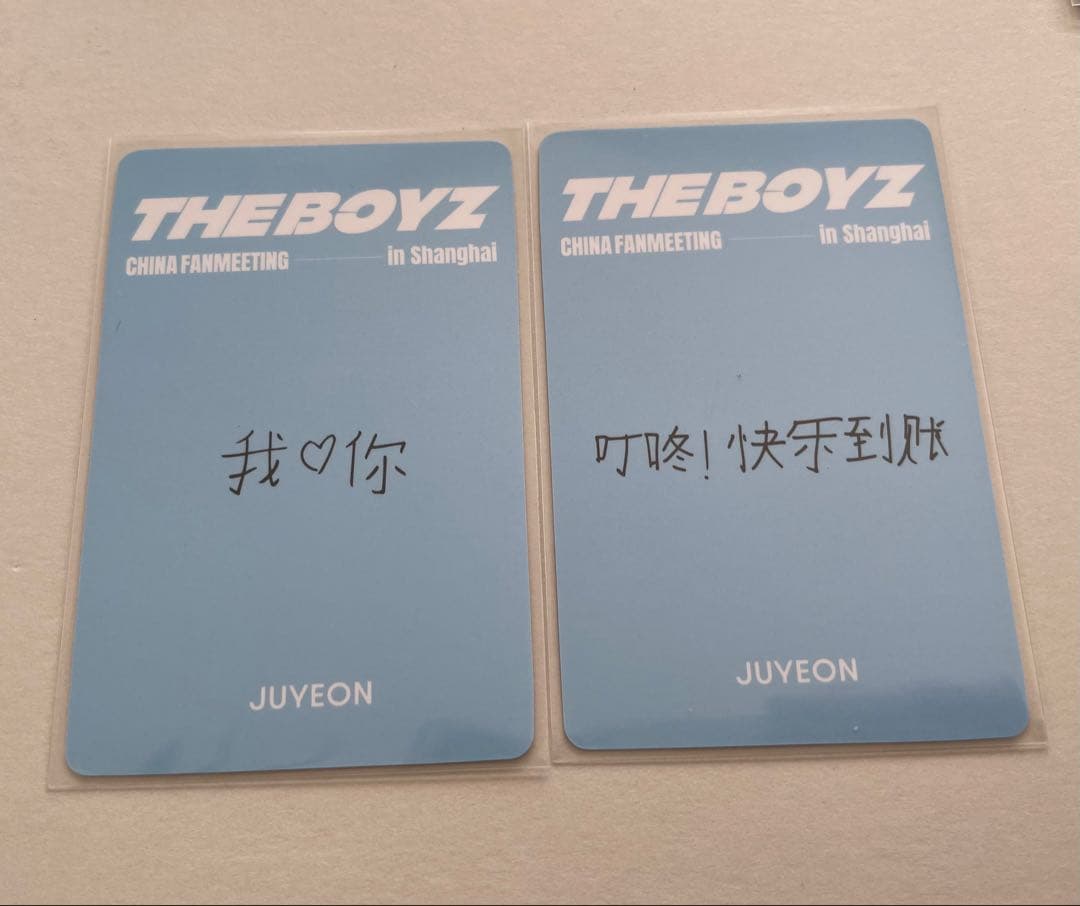 THEBOYZ
CHINA FANMEETING in Shanghai
我♡你
JUYEON
THEBOYZ
CHINA FANMEETING in Shanghai
叮咚！快乐到账
JUYEON